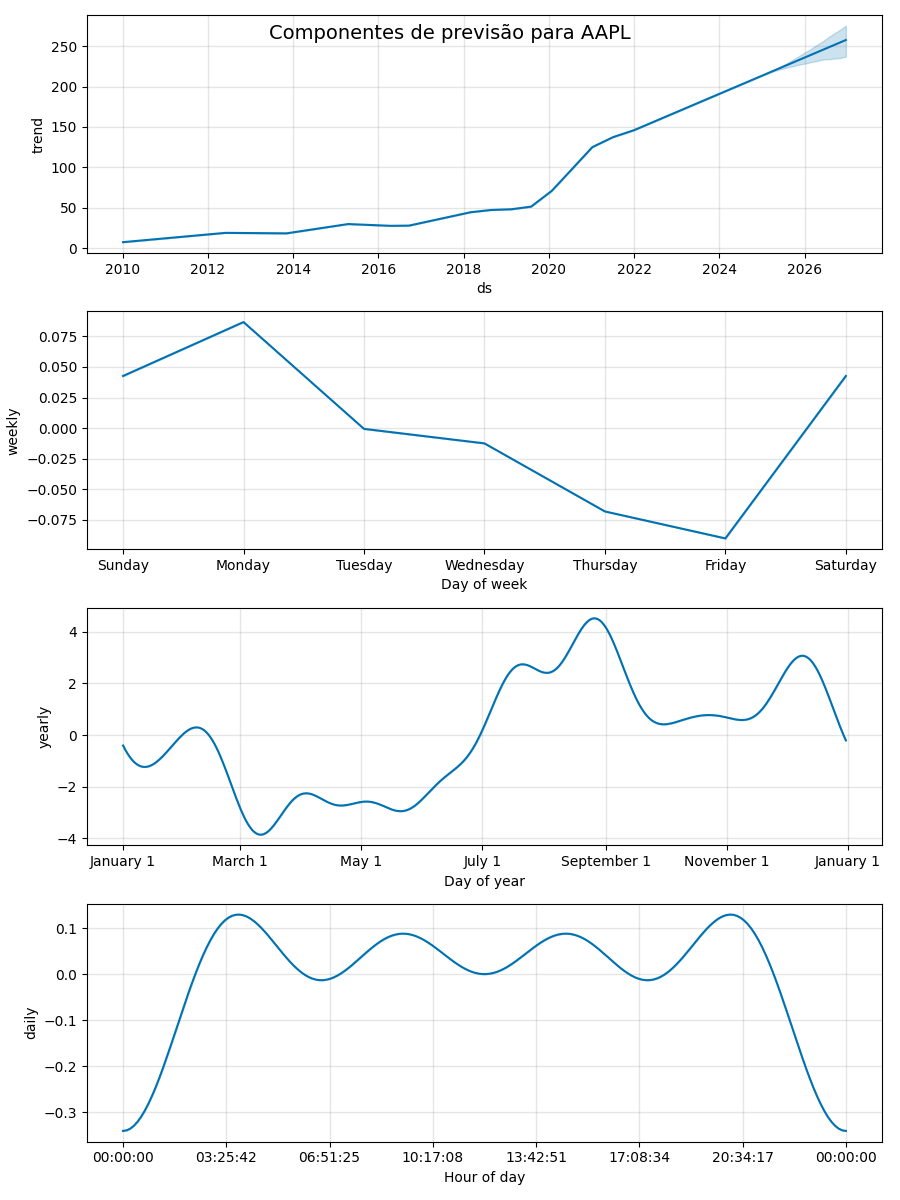 Componentes de previsão para AAPL
250
200
150
100
50
0
trend
2010 2012 2014 2016 2018 2020 2022 2024 2026
ds
0.075
0.050
0.025
0.000
−0.025
−0.050
−0.075
weekly
Sunday Monday Tuesday Wednesday Thursday Friday Saturday
Day of week
4
2
0
−2
−4
yearly
January 1 March 1 May 1 July 1 September 1 November 1 January 1
Day of year
0.1
0.0
−0.1
−0.2
−0.3
daily
00:00:00 03:25:42 06:51:25 10:17:08 13:42:51 17:08:34 20:34:17 00:00:00
Hour of day